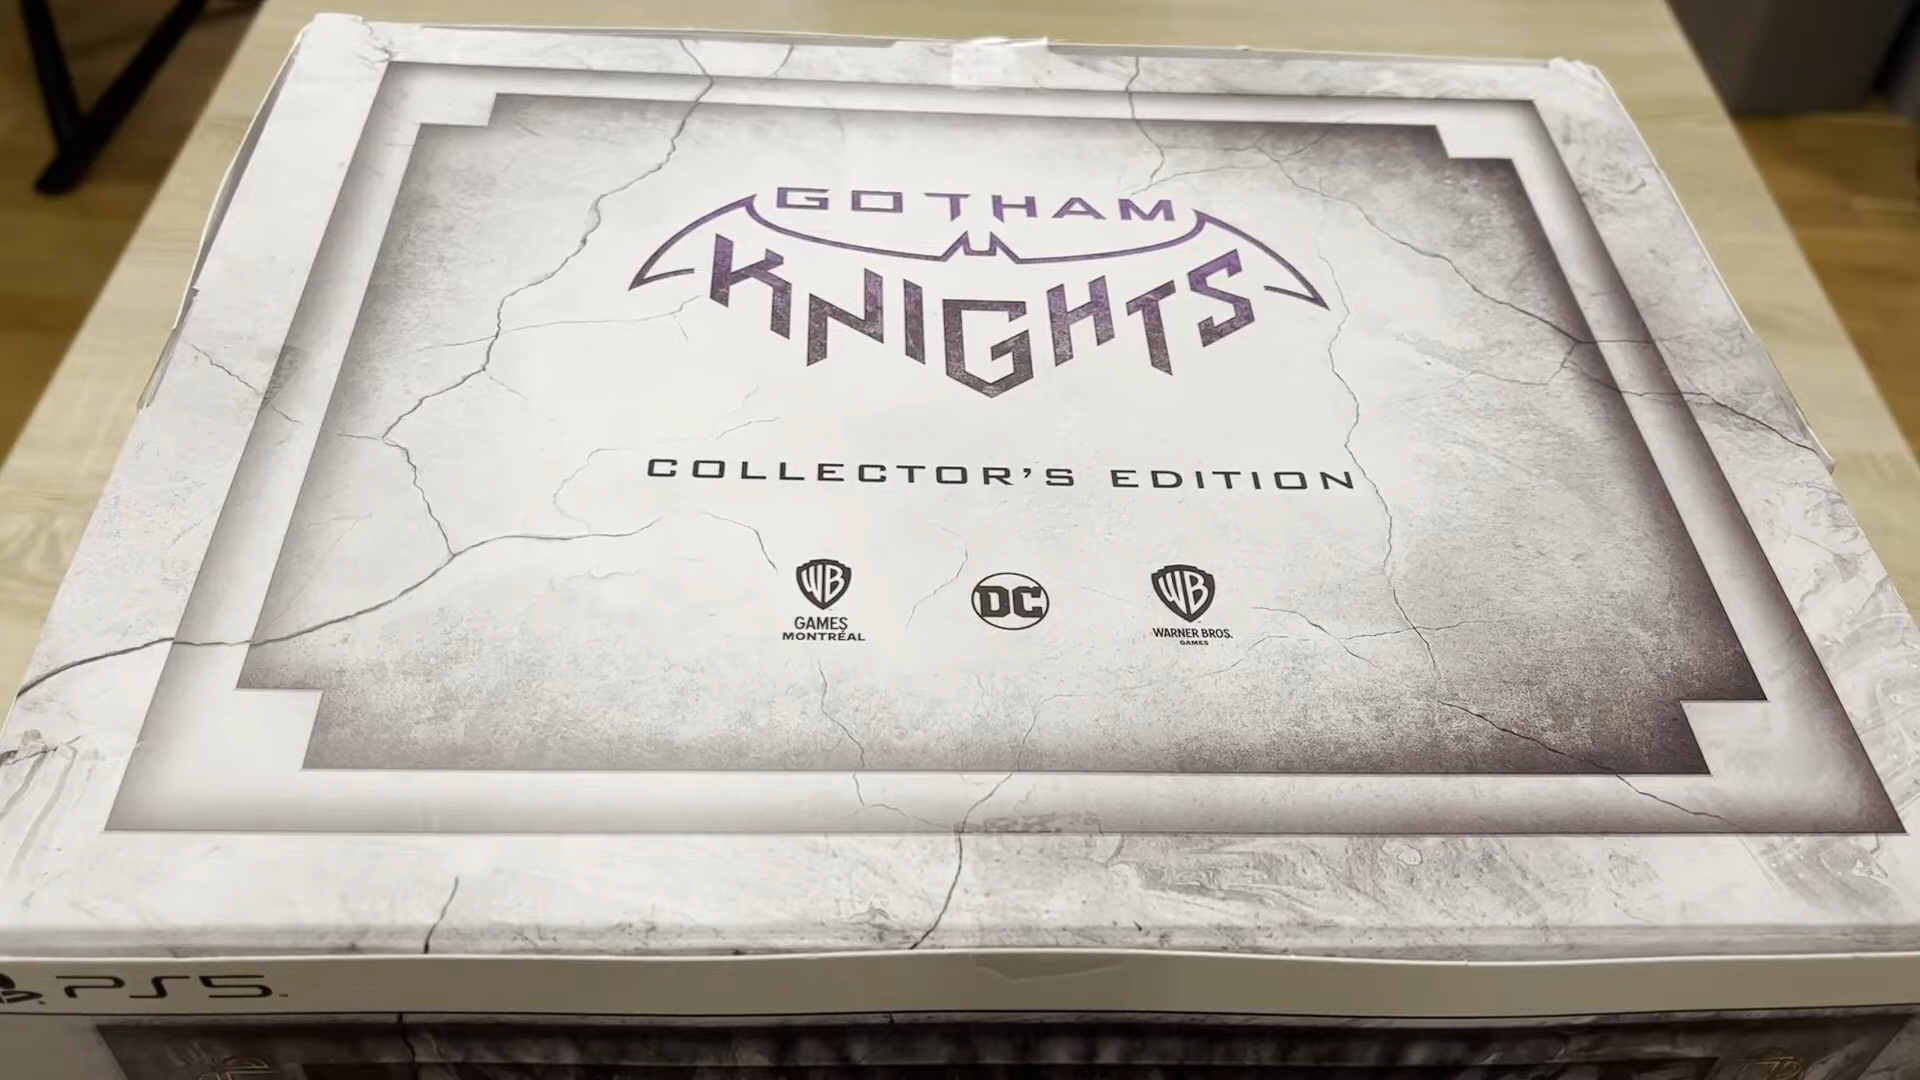 GOTHAM
KNIGHTS
COLLECTOR'S EDITION
WB
GAMES
MONTRÉAL
DC
WB
WARNER BROS.
GAMES
PS5